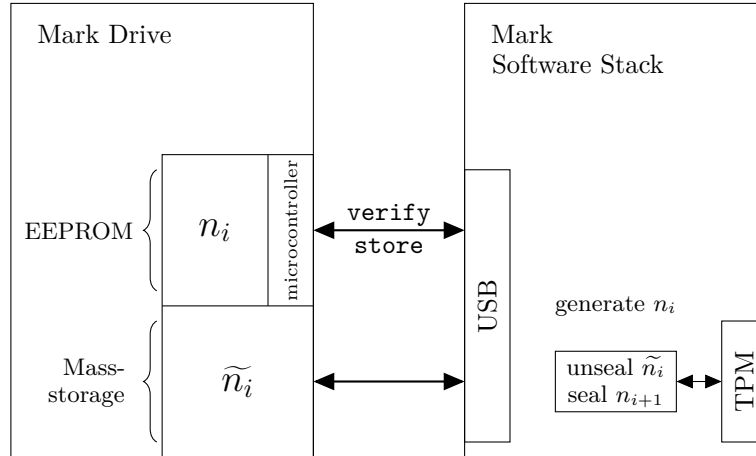 Mark Drive
Mark
Software Stack
microcontroller
EEPROM
n_i
verify
store
USB
generate n_i
Mass-
storage
ñ_i
unseal ñ_i
seal n_{i+1}
TPM